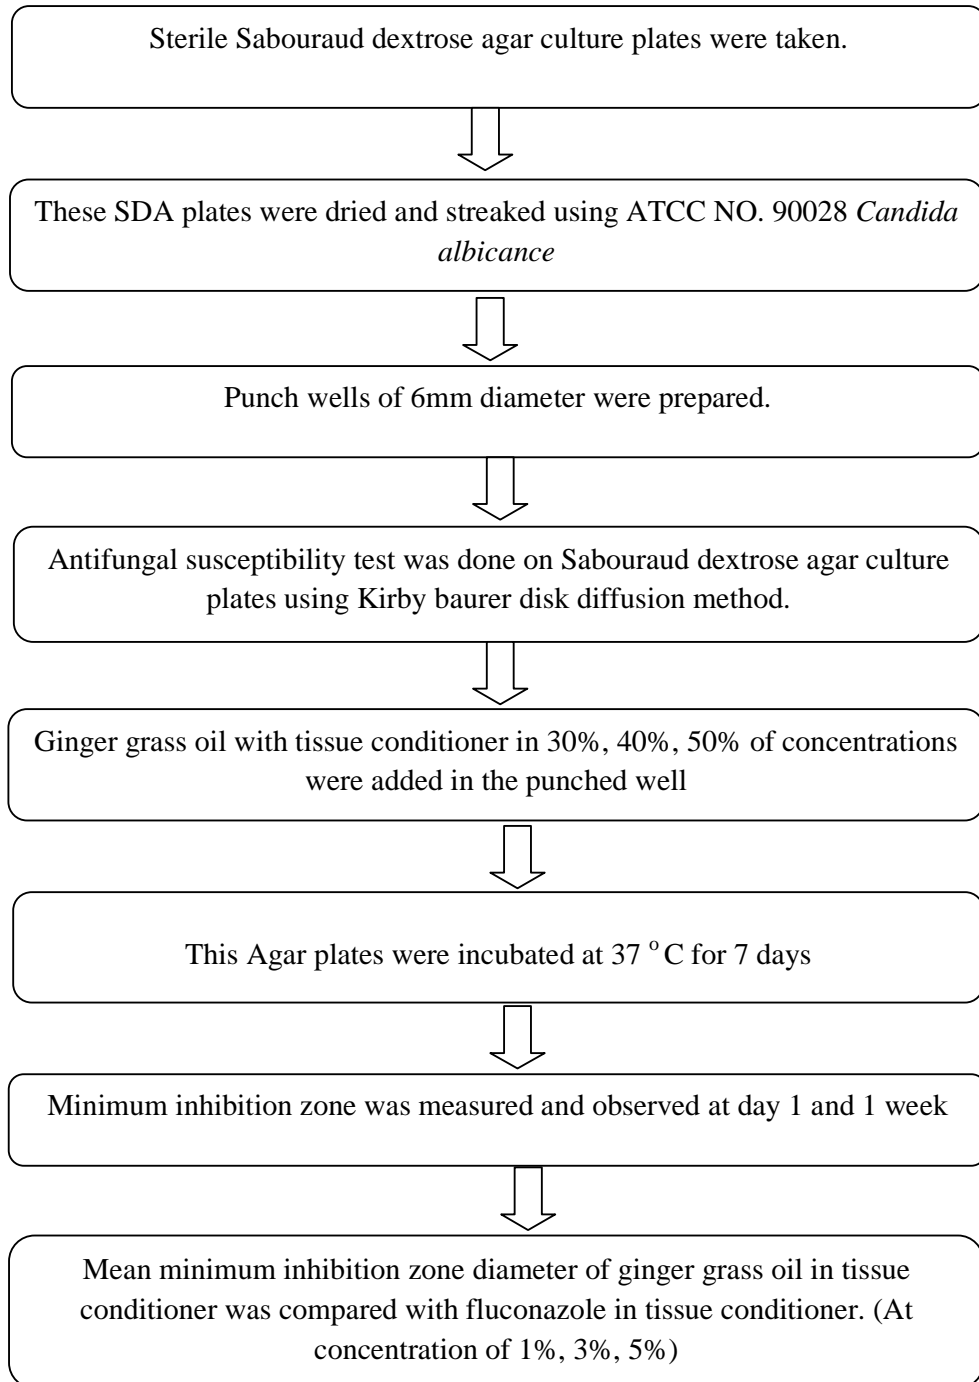 Sterile Sabouraud dextrose agar culture plates were taken.
These SDA plates were dried and streaked using ATCC NO. 90028 Candida
albicance
Punch wells of 6mm diameter were prepared.
Antifungal susceptibility test was done on Sabouraud dextrose agar culture
plates using Kirby baurer disk diffusion method.
Ginger grass oil with tissue conditioner in 30%, 40%, 50% of concentrations
were added in the punched well
This Agar plates were incubated at 37 °C for 7 days
Minimum inhibition zone was measured and observed at day 1 and 1 week
Mean minimum inhibition zone diameter of ginger grass oil in tissue
conditioner was compared with fluconazole in tissue conditioner. (At
concentration of 1%, 3%, 5%)